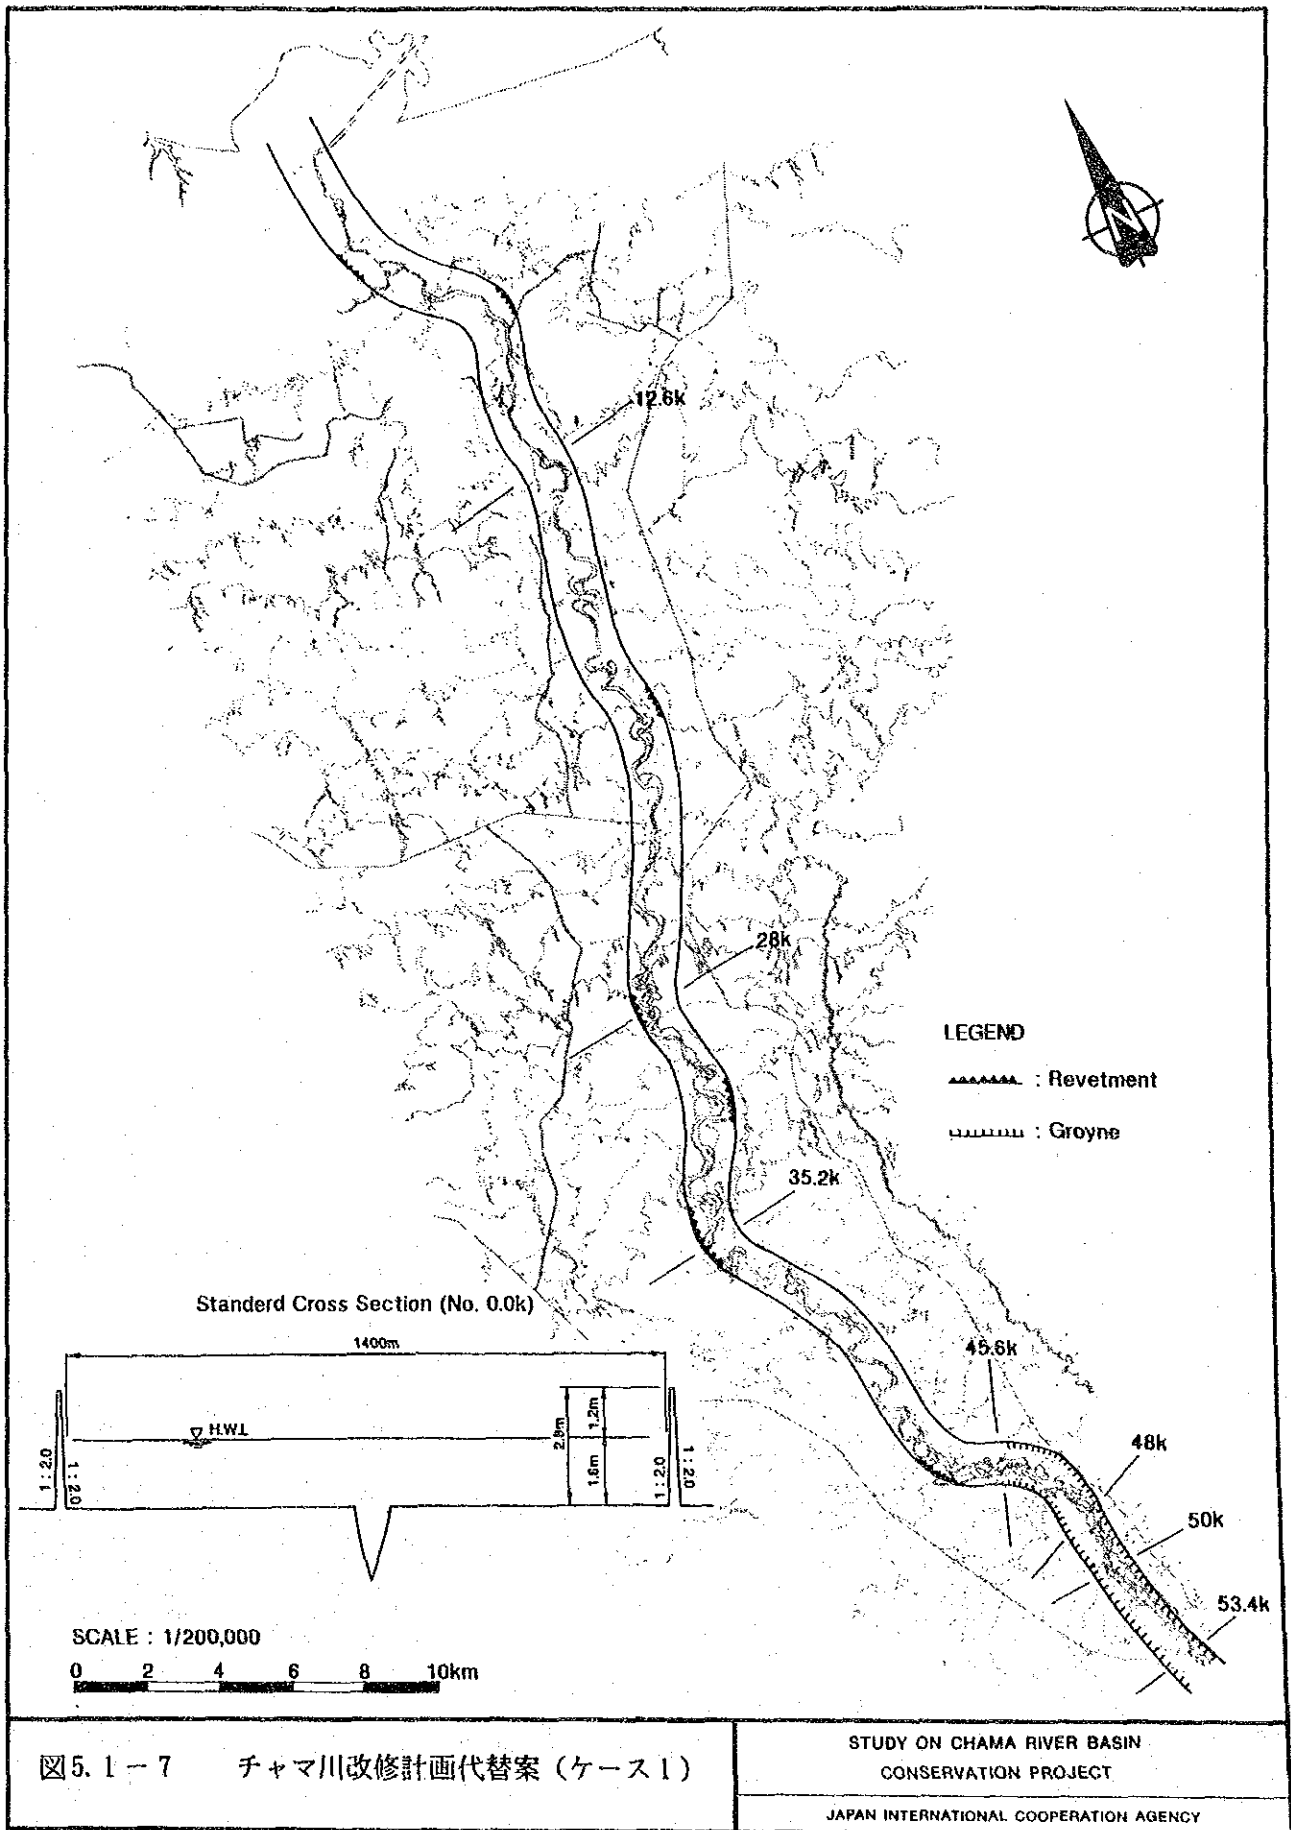 N
12.6k
28k
LEGEND
: Revetment
: Groyne
35.2k
Standerd Cross Section (No. 0.0k)
1400m
H.W.L
2.8m
1.2m
1.6m
1 : 2.0
1 : 2.0
1 : 2.0
1 : 2.0
45.6k
48k
50k
53.4k
SCALE : 1/200,000
0 2 4 6 8 10km
図5.1-7 チャマ川改修計画代替案(ケース1)
STUDY ON CHAMA RIVER BASIN
CONSERVATION PROJECT
JAPAN INTERNATIONAL COOPERATION AGENCY